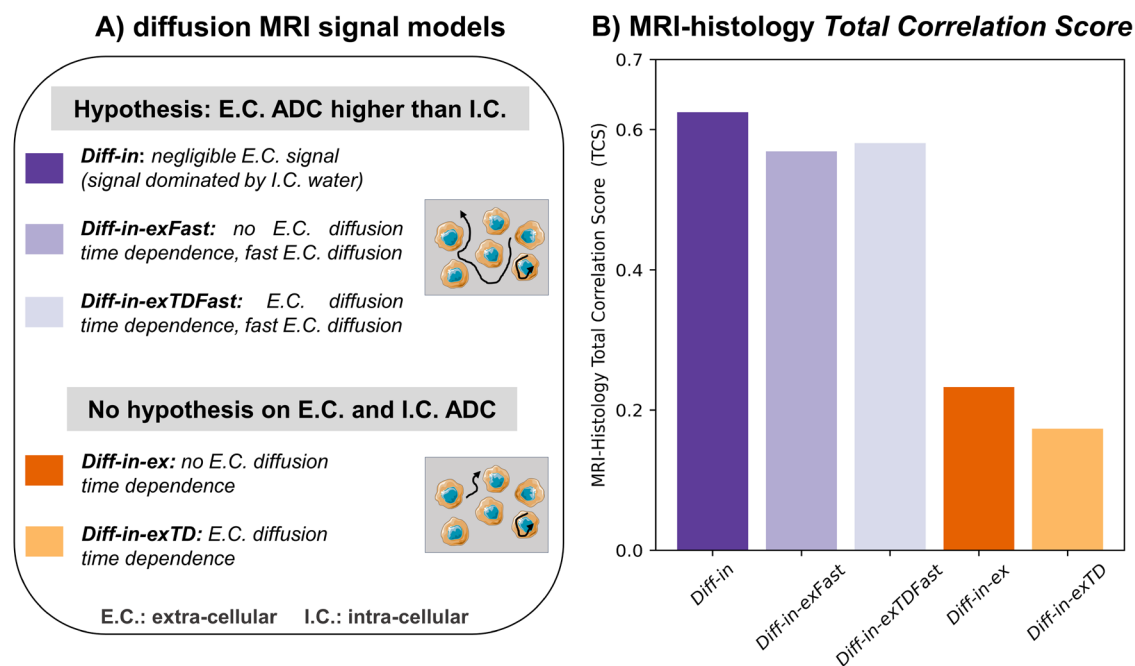 A) diffusion MRI signal models
Hypothesis: E.C. ADC higher than I.C.
Diff-in: negligible E.C. signal
(signal dominated by I.C. water)
Diff-in-exFast: no E.C. diffusion
time dependence, fast E.C. diffusion
Diff-in-exTDFast: E.C. diffusion
time dependence, fast E.C. diffusion
No hypothesis on E.C. and I.C. ADC
Diff-in-ex: no E.C. diffusion
time dependence
Diff-in-exTD: E.C. diffusion
time dependence
E.C.: extra-cellular I.C.: intra-cellular
B) MRI-histology Total Correlation Score
MRI-Histology Total Correlation Score (TCS)
0.7
0.6
0.4
0.2
0.0
Diff-in
Diff-in-exFast
Diff-in-exTDFast
Diff-in-ex
Diff-in-exTD